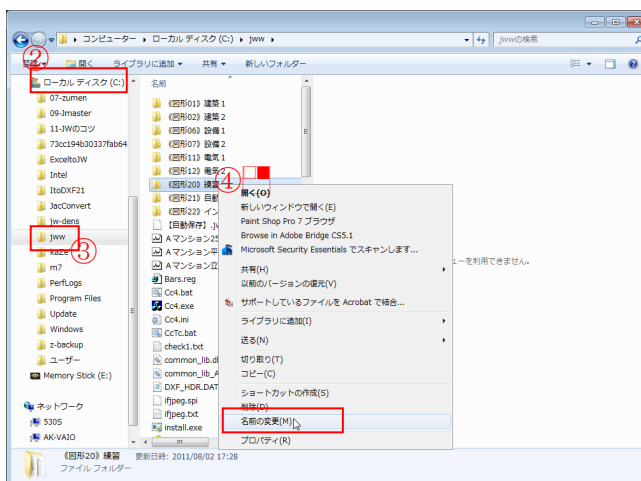 コンピューター ▸ ローカル ディスク (C:) ▸ jww ▸
jwwの検索
②
整理 開く ライブラリに追加 共有 新しいフォルダー
ローカル ディスク (C:)
07-zumen
09-Jmaster
11-JWのコツ
73cc194b30337fab64
ExceltoJW
Intel
ItoDXF21
JacConvert
jw-dens
jww
③
kaze
m7
PerfLogs
Program Files
Update
Windows
z-backup
ユーザー
Memory Stick (E:)
ネットワーク
5305
AK-VAIO
名前
《図形01》建築1
《図形02》建築2
《図形06》設備1
《図形07》設備2
《図形11》電気1
《図形12》電気2
《図形20》練習
④
《図形21》自動
《図形22》イン
【自動保存】.jw
Aマンション25
Aマンション平
Aマンション立
Bars.reg
Cc4.bat
Cc4.exe
Cc4.ini
CcTc.bat
check1.txt
common_lib.dl
common_lib_A
DXF_HDR.DAT
ifjpeg.spi
ifjpeg.txt
install.exe
開く(O)
新しいウィンドウで開く(E)
Paint Shop Pro 7 ブラウザ
Browse in Adobe Bridge CS5.1
Microsoft Security Essentials でスキャンします...
共有(H)
以前のバージョンの復元(V)
サポートしているファイルを Acrobat で結合...
ライブラリに追加(I)
送る(N)
切り取り(T)
コピー(C)
ショートカットの作成(S)
削除(D)
名前の変更(M)
プロパティ(R)
ューを利用できません。
《図形20》練習 更新日時: 2011/08/02 17:28
ファイル フォルダー